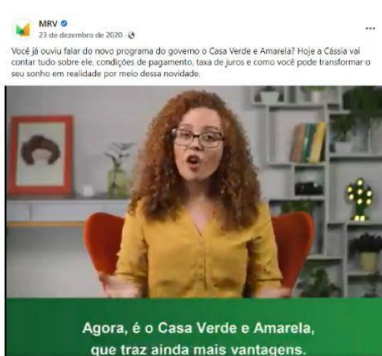 MRV
23 de dezembro de 2020 ·
Você já ouviu falar do novo programa do governo o Casa Verde e Amarela? Hoje a Cássia vai
contar tudo sobre ele, condições de pagamento, taxa de juros e como você pode transformar o
seu sonho em realidade por meio dessa novidade.
Agora, é o Casa Verde e Amarela,
que traz ainda mais vantagens.